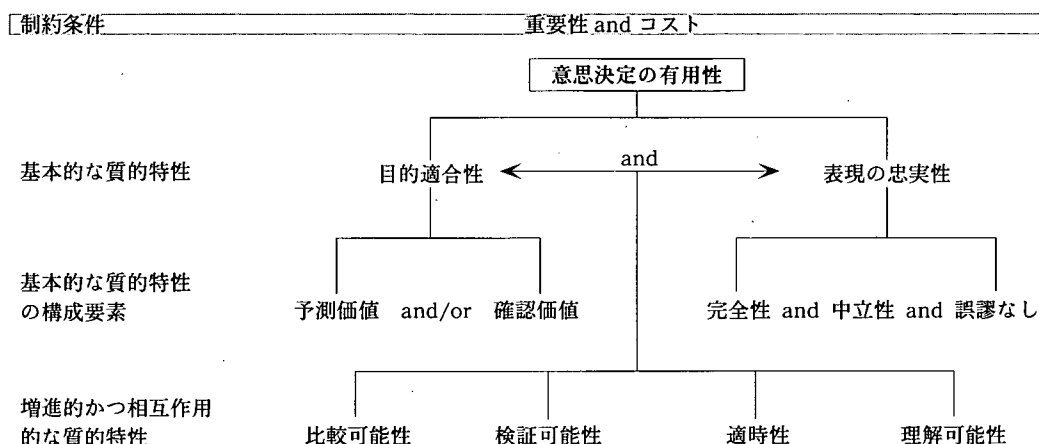 制約条件 重要性 and コスト
意思決定の有用性
and
基本的な質的特性 目的適合性 表現の忠実性
基本的な質的特性
の構成要素 予測価値 and/or 確認価値 完全性 and 中立性 and 誤謬なし
増進的かつ相互作用
的な質的特性 比較可能性 検証可能性 適時性 理解可能性